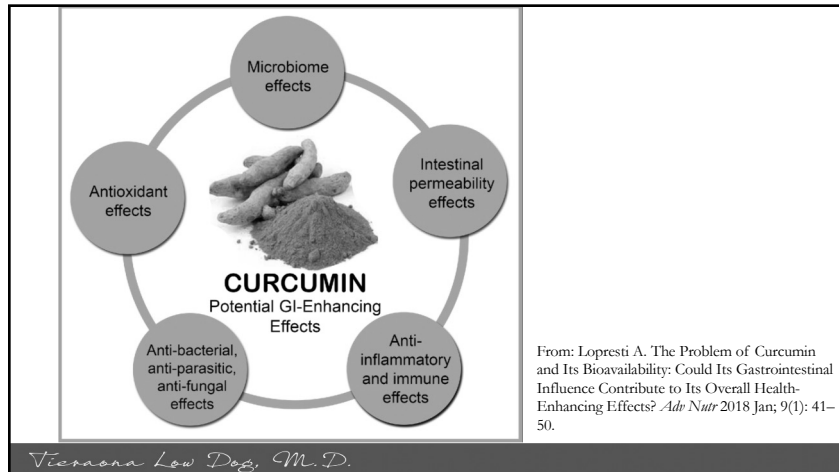 Microbiome
effects
Intestinal
permeability
effects
Anti-
inflammatory
and immune
effects
Anti-bacterial,
anti-parasitic,
anti-fungal
effects
Antioxidant
effects
CURCUMIN
Potential GI-Enhancing
Effects
From: Lopresti A. The Problem of Curcumin
and Its Bioavailability: Could Its Gastrointestinal
Influence Contribute to Its Overall Health-
Enhancing Effects? Adv Nutr 2018 Jan; 9(1): 41–
50.
Tieraona Low Dog, M.D.